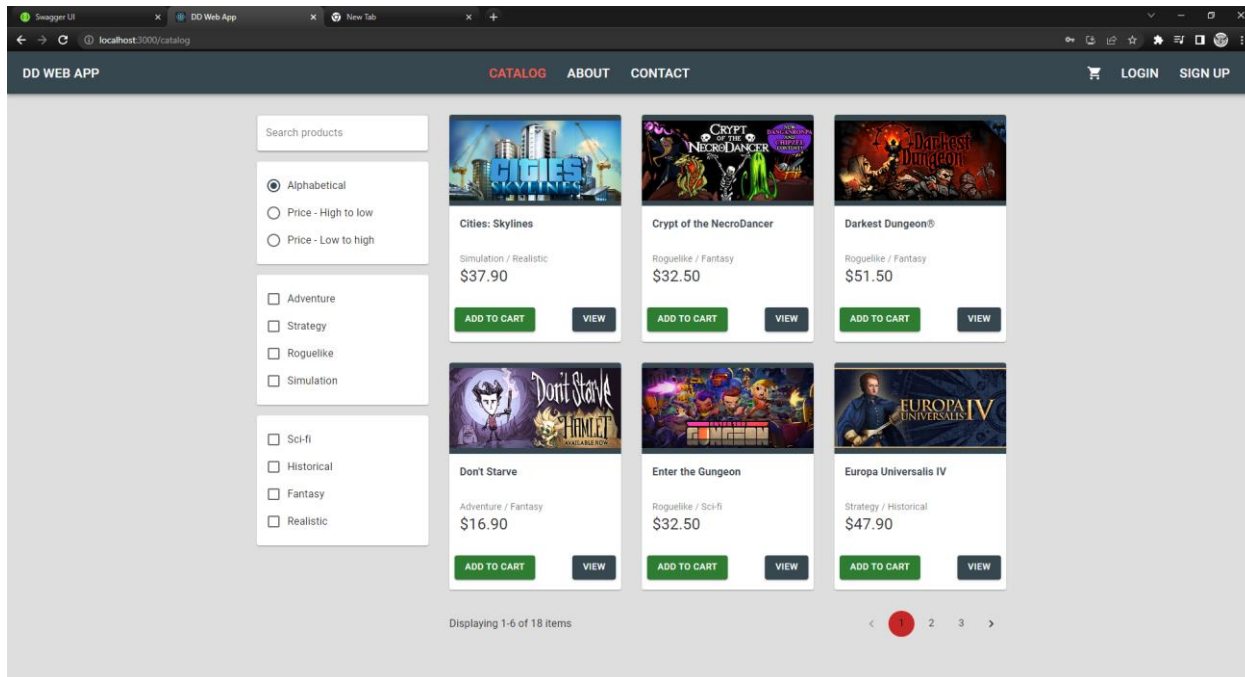 Swagger UI
DD Web App
New Tab
localhost:3000/catalog
DD WEB APP
CATALOG
ABOUT
CONTACT
LOGIN
SIGN UP
Search products
Alphabetical
Price - High to low
Price - Low to high
Adventure
Strategy
Roguelike
Simulation
Sci-fi
Historical
Fantasy
Realistic
CITIES
SKYLINES
Cities: Skylines
Simulation / Realistic
$37.90
ADD TO CART
VIEW
CRYPT
OF THE
NECRODANCER
Crypt of the NecroDancer
Roguelike / Fantasy
$32.50
ADD TO CART
VIEW
Darkest
Dungeon
Darkest Dungeon®
Roguelike / Fantasy
$51.50
ADD TO CART
VIEW
Don't Starve
HAMLET
AVAILABLE NOW
Don't Starve
Adventure / Fantasy
$16.90
ADD TO CART
VIEW
GUNGEON
Enter the Gungeon
Roguelike / Sci-fi
$32.50
ADD TO CART
VIEW
EUROPA IV
UNIVERSALIS
Europa Universalis IV
Strategy / Historical
$47.90
ADD TO CART
VIEW
Displaying 1-6 of 18 items
1
2
3